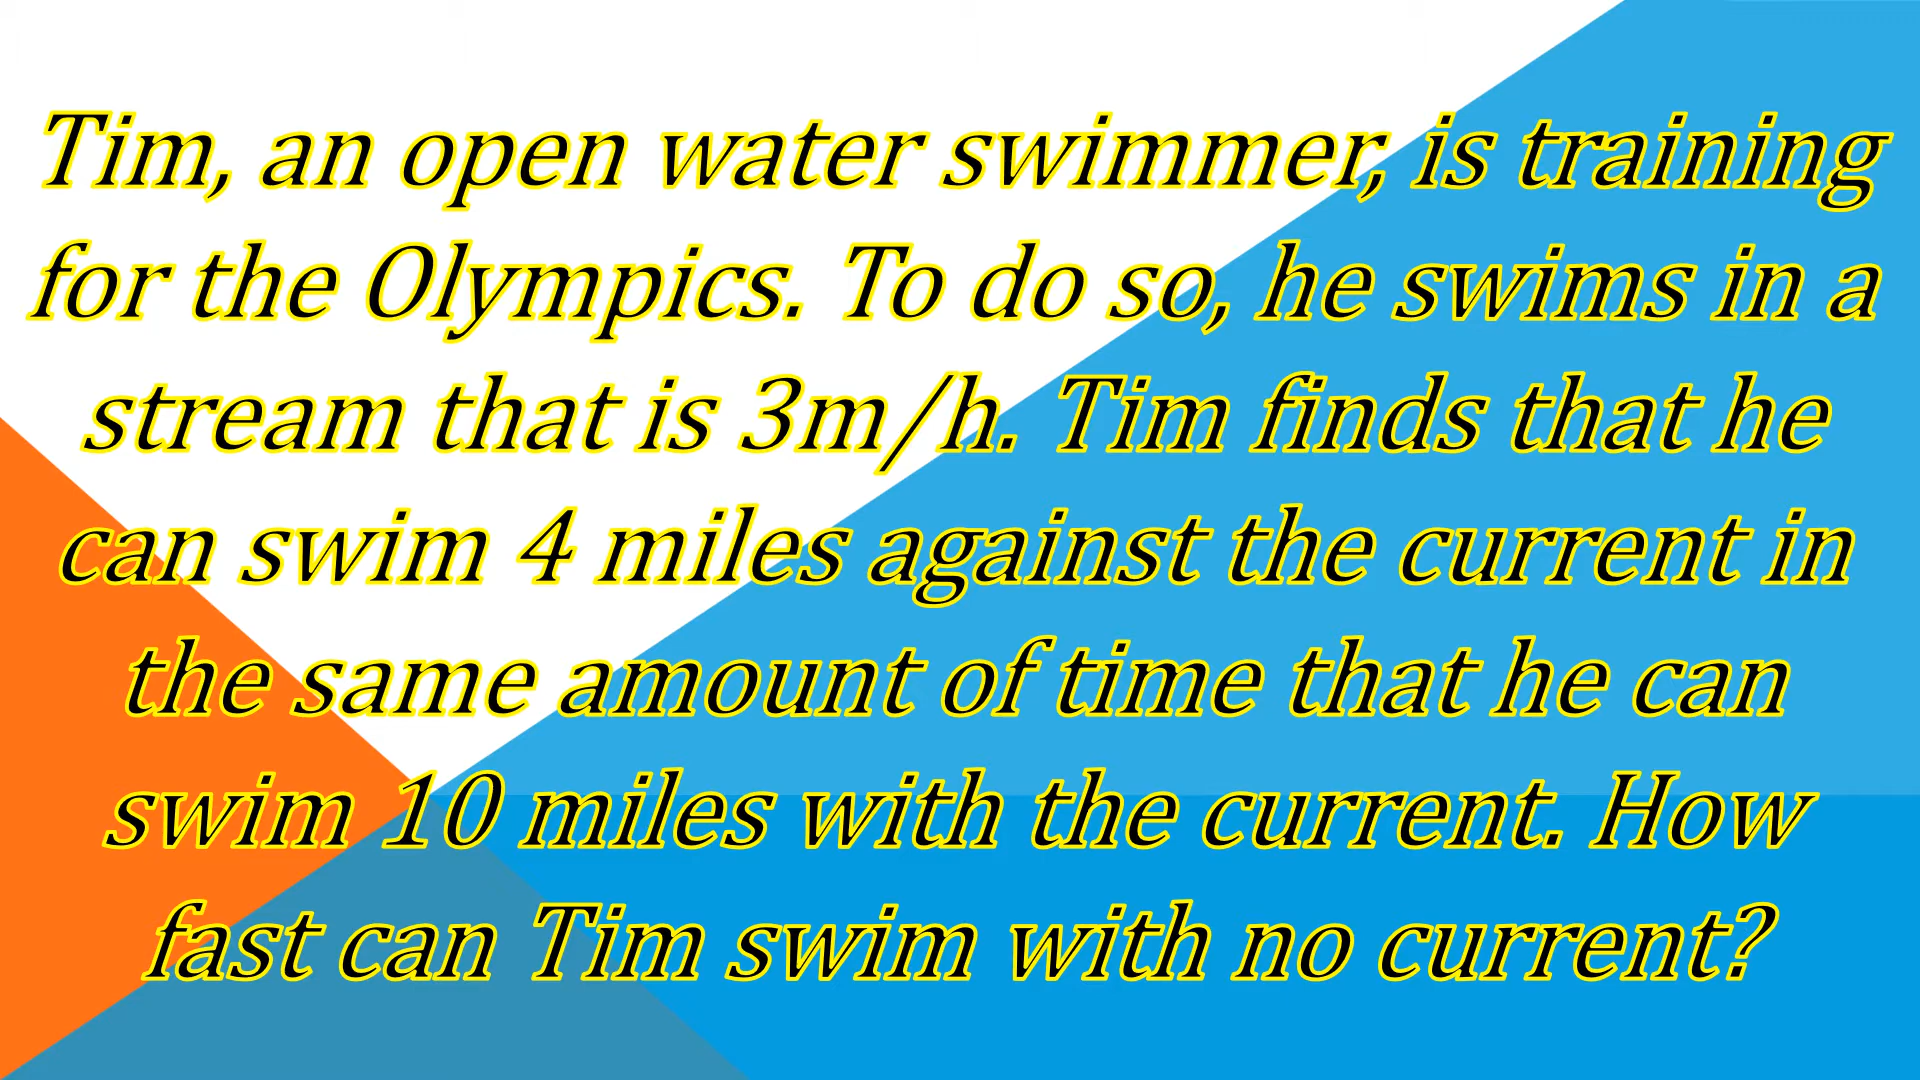 Tim, an open water swimmer, is training
for the Olympics. To do so, he swims in a
stream that is 3m/h. Tim finds that he
can swim 4 miles against the current in
the same amount of time that he can
swim 10 miles with the current. How
fast can Tim swim with no current?